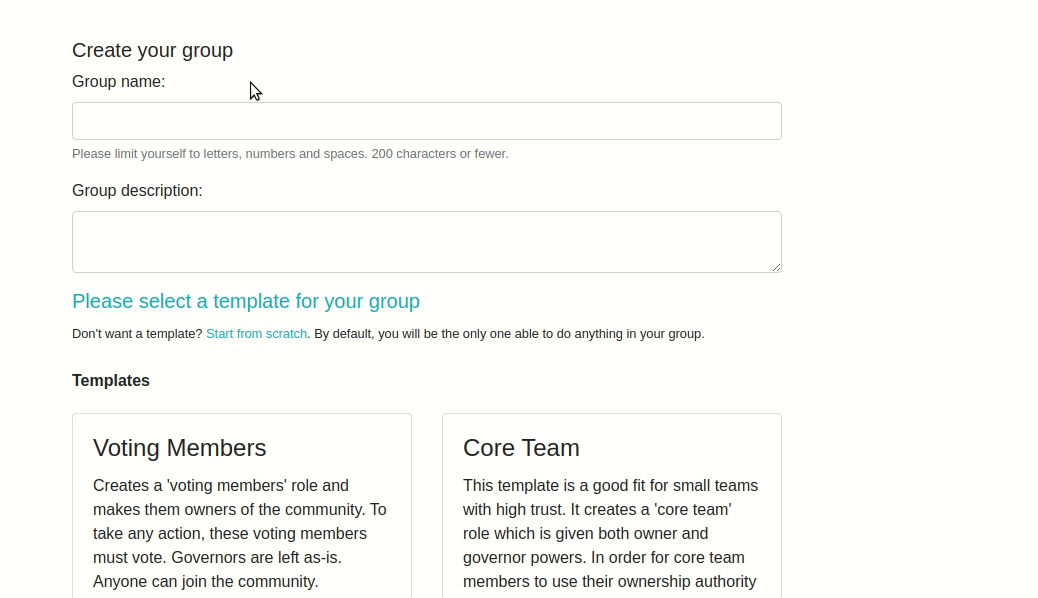 Create your group
Group name:
Please limit yourself to letters, numbers and spaces. 200 characters or fewer.
Group description:
Please select a template for your group
Don't want a template? Start from scratch. By default, you will be the only one able to do anything in your group.
Templates
Voting Members
Creates a 'voting members' role and
makes them owners of the community. To
take any action, these voting members
must vote. Governors are left as-is.
Anyone can join the community.
Core Team
This template is a good fit for small teams
with high trust. It creates a 'core team'
role which is given both owner and
governor powers. In order for core team
members to use their ownership authority